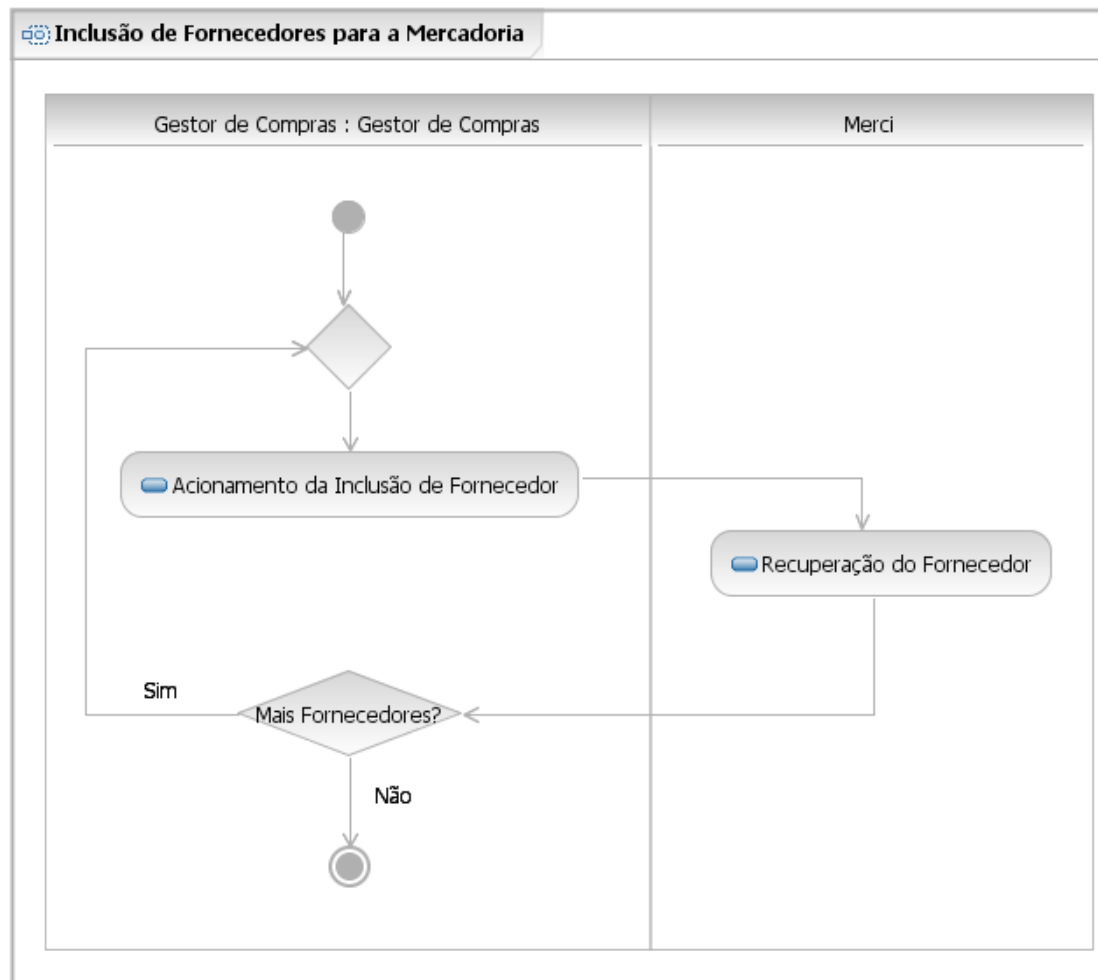 Inclusão de Fornecedores para a Mercadoria
Gestor de Compras : Gestor de Compras
Merci
Acionamento da Inclusão de Fornecedor
Recuperação do Fornecedor
Sim
Mais Fornecedores?
Não